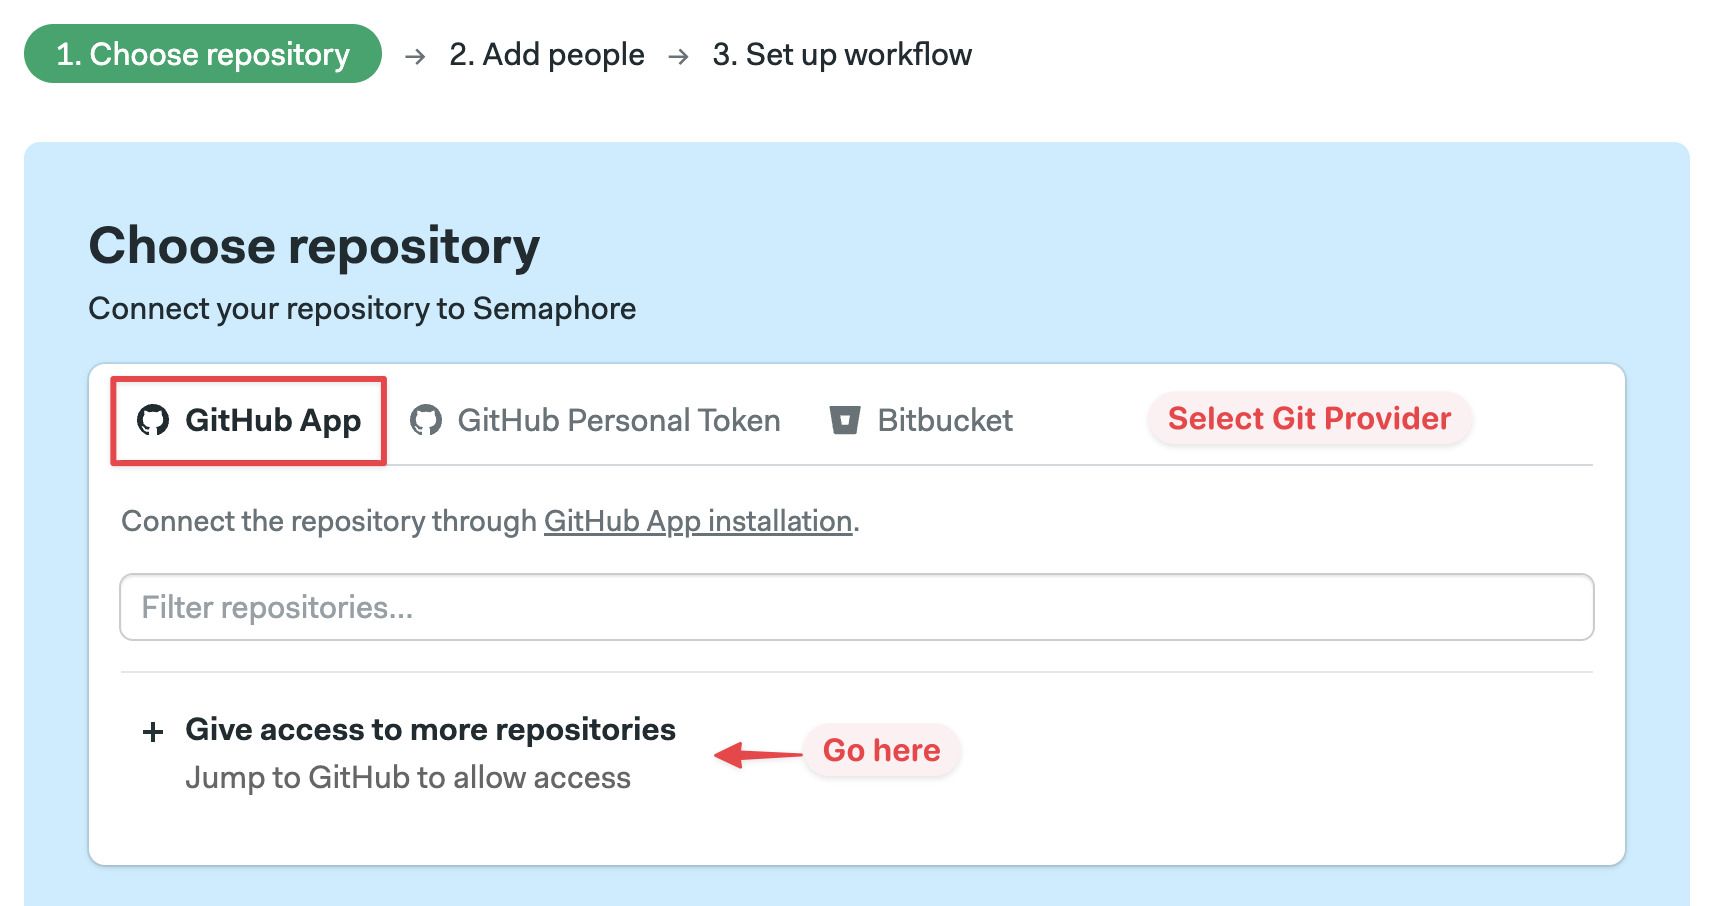 1. Choose repository → 2. Add people → 3. Set up workflow
Choose repository
Connect your repository to Semaphore
GitHub App GitHub Personal Token Bitbucket Select Git Provider
Connect the repository through GitHub App installation.
Filter repositories...
+ Give access to more repositories
Go here
Jump to GitHub to allow access